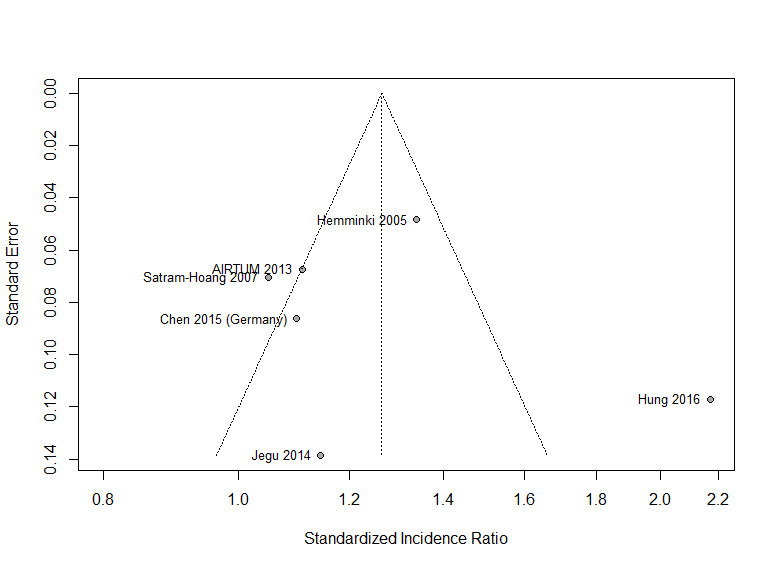 0.00
0.02
0.04
0.06
0.08
0.10
0.12
0.14
Standard Error
Hemminki 2005
AIRTUM 2013
Satram-Hoang 2007
Chen 2015 (Germany)
Hung 2016
Jegu 2014
0.8 1.0 1.2 1.4 1.6 1.8 2.0 2.2
Standardized Incidence Ratio